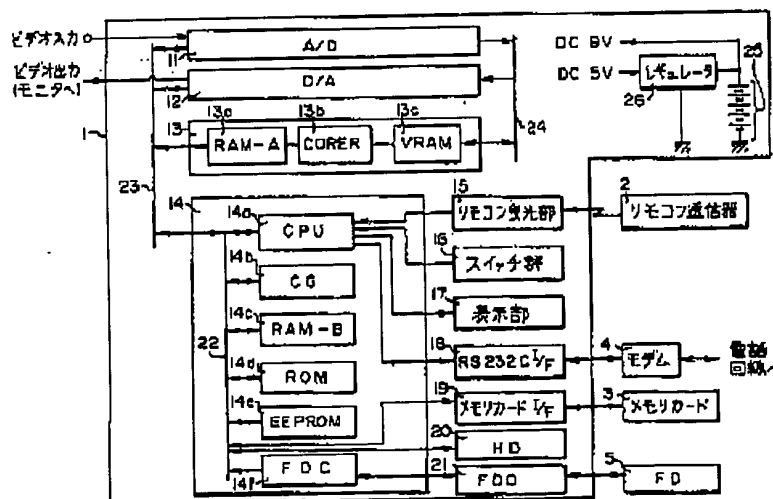 ビデオ入力
11
A/D
DC 9V
25
ビデオ出力
(モニタへ)
12
D/A
DC 5V
レギュレータ
26
1
13
13a
13b
13c
RAM-A
CORER
VRAM
24
23
14
14a
CPU
15
リモコン受光部
2
リモコン送信器
14b
CG
16
スイッチ群
14c
RAM-B
17
表示部
22
14d
ROM
18
RS232C I/F
4
モデム
電話
回線へ
14e
EEPROM
19
メモリカード I/F
3
メモリカード
20
HD
14f
FDC
21
FDD
5
FD